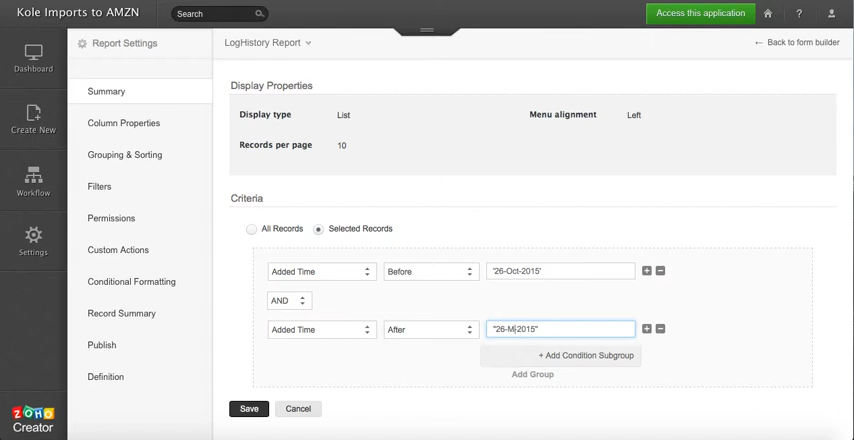 Kole Imports to AMZN
Search
Access this application
?
Dashboard
Create New
Workflow
Settings
ZOHO
Creator
Report Settings
Summary
Column Properties
Grouping & Sorting
Filters
Permissions
Custom Actions
Conditional Formatting
Record Summary
Publish
Definition
LogHistory Report
← Back to form builder
Display Properties
Display type List Menu alignment Left
Records per page 10
Criteria
All Records Selected Records
Added Time Before '26-Oct-2015'
AND
Added Time After "26-M-2015"
+ Add Condition Subgroup
Add Group
Save Cancel